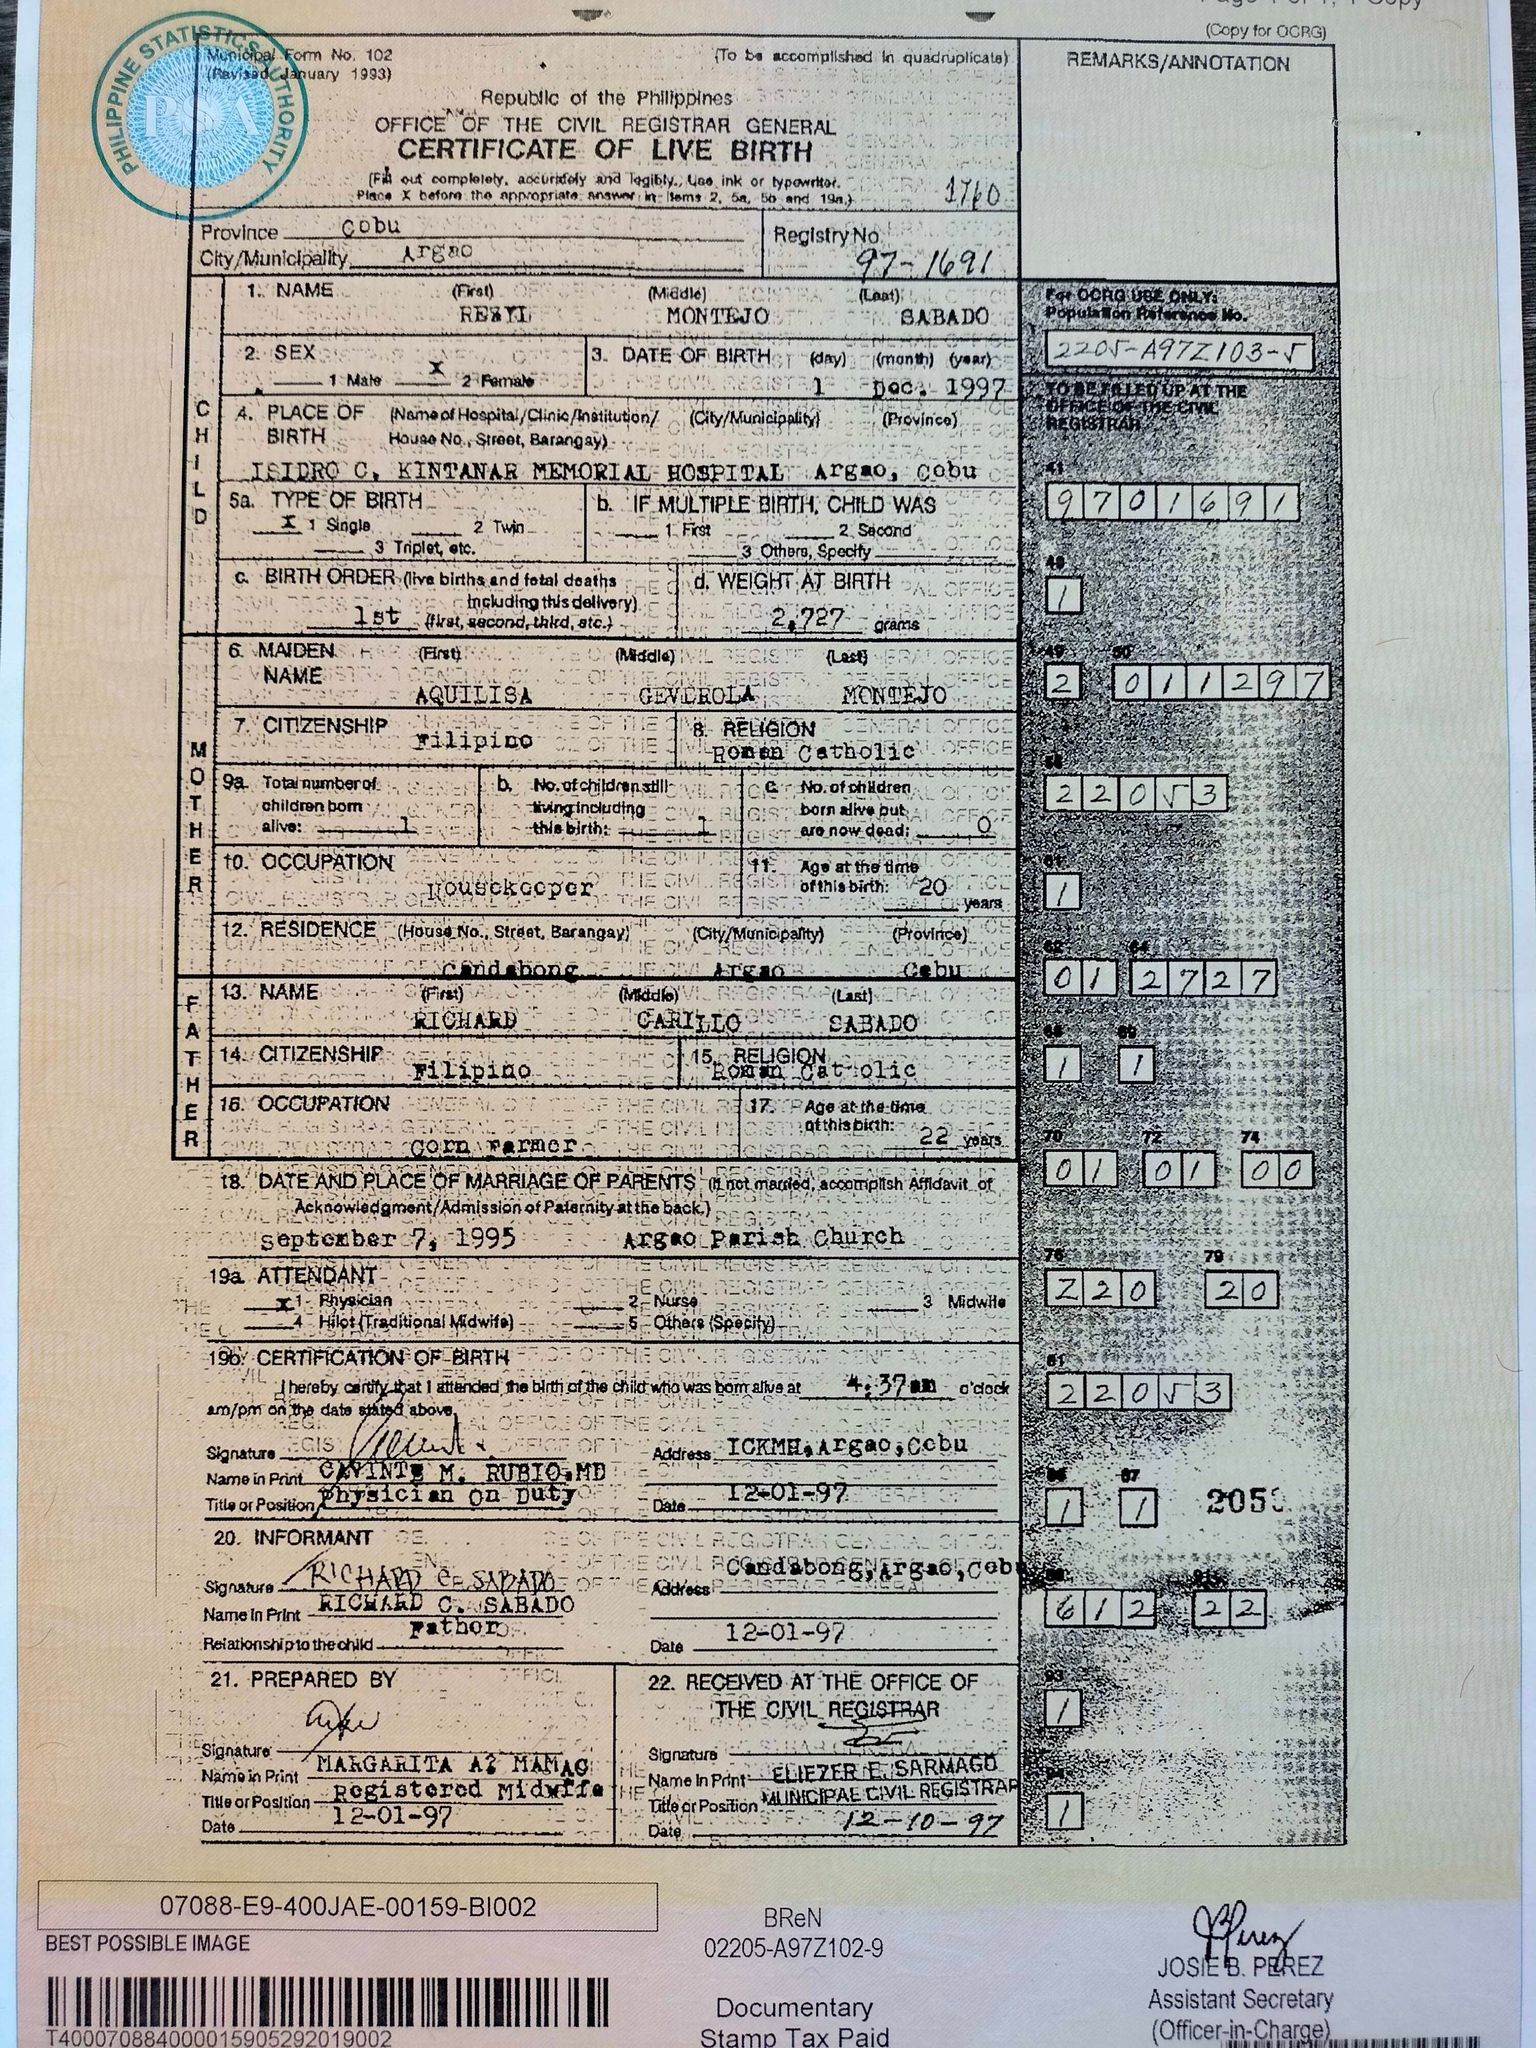 (Copy for OCRG)
PHILIPPINE STATISTICS AUTHORITY
PSA
Municipal Form No. 102
(Revised January 1993)
(To be accomplished in quadruplicate)
REMARKS/ANNOTATION
Republic of the Philippines
OFFICE OF THE CIVIL REGISTRAR GENERAL
CERTIFICATE OF LIVE BIRTH
(Fill out completely, accurately and legibly. Use ink or typewriter.
Place X before the appropriate answer in items 2, 5a, 5b and 19a.)
1760
Province Cebu
City/Municipality Argao
Registry No. 97-1691
CHILD
1. NAME (First) (Middle) (Last)
MONTEJO SABADO
For OCRG USE ONLY:
Population Reference No.
2205-A97Z103-5
2. SEX
1 Male X 2 Female
3. DATE OF BIRTH (day) (month) (year)
1 Dec. 1997
TO BE FILLED UP AT THE
OFFICE OF THE CIVIL
REGISTRAR
4. PLACE OF BIRTH (Name of Hospital/Clinic/Institution/ House No., Street, Barangay) (City/Municipality) (Province)
ISIDRO C. KINTANAR MEMORIAL HOSPITAL Argao, Cebu
41
9701691
5a. TYPE OF BIRTH
X 1 Single 2 Twin
3 Triplet, etc.
b. IF MULTIPLE BIRTH, CHILD WAS
1 First 2 Second
3 Others, Specify
c. BIRTH ORDER (live births and fetal deaths
including this delivery)
1st (first, second, third, etc.)
d. WEIGHT AT BIRTH
2,727 grams
48
1
MOTHER
6. MAIDEN NAME (First) (Middle) (Last)
AQUILISA GEVEROLA MONTEJO
49 50
2 011297
7. CITIZENSHIP
Filipino
8. RELIGION
Roman Catholic
9a. Total number of
children born
alive: 1
b. No. of children still
living including
this birth: 1
c. No. of children
born alive but
are now dead: 0
22053
10. OCCUPATION
Housekeeper
11. Age at the time
of this birth: 20 years
61
1
12. RESIDENCE (House No., Street, Barangay) (City/Municipality) (Province)
Candabong Argao Cebu
62 64
01 2727
FATHER
13. NAME (First) (Middle) (Last)
RICHARD CARILLO SABADO
14. CITIZENSHIP
Filipino
15. RELIGION
Roman Catholic
68 69
1 1
16. OCCUPATION
Corn Farmer
17. Age at the time
of this birth: 22 years
70 72 74
01 01 00
18. DATE AND PLACE OF MARRIAGE OF PARENTS (If not married, accomplish Affidavit of
Acknowledgment/Admission of Paternity at the back.)
September 7, 1995 Argao Parish Church
76 79
220 20
19a. ATTENDANT
X 1 Physician 2 Nurse 3 Midwife
4 Hilot (Traditional Midwife) 5 Others (Specify)
19b. CERTIFICATION OF BIRTH
I hereby certify that I attended the birth of the child who was born alive at 4:37am o'clock
am/pm on the date stated above.
81
22053
Signature
Address ICKMH, Argao, Cebu
Name in Print M. RUBIO, MD
Title or Position Physician On Duty
Date 12-01-97
86 87
1 1
20. INFORMANT
Signature RICHARD C. SABADO
Address Candabong, Argao, Cebu
Name in Print RICHARD C. SABADO
Relationship to the child Father
Date 12-01-97
612 22
21. PREPARED BY
Signature
Name in Print MARGARITA A. MAMAC
Title or Position Registered Midwife
Date 12-01-97
22. RECEIVED AT THE OFFICE OF
THE CIVIL REGISTRAR
Signature
Name in Print ELIEZER E. SARMAGO
Title or Position MUNICIPAL CIVIL REGISTRAR
Date 12-10-97
93
1
94
1
07088-E9-400JAE-00159-BI002
BEST POSSIBLE IMAGE
T400070884000015905292019002
BReN
02205-A97Z102-9
Documentary
Stamp Tax Paid
JOSIE B. PEREZ
Assistant Secretary
(Officer-in-Charge)